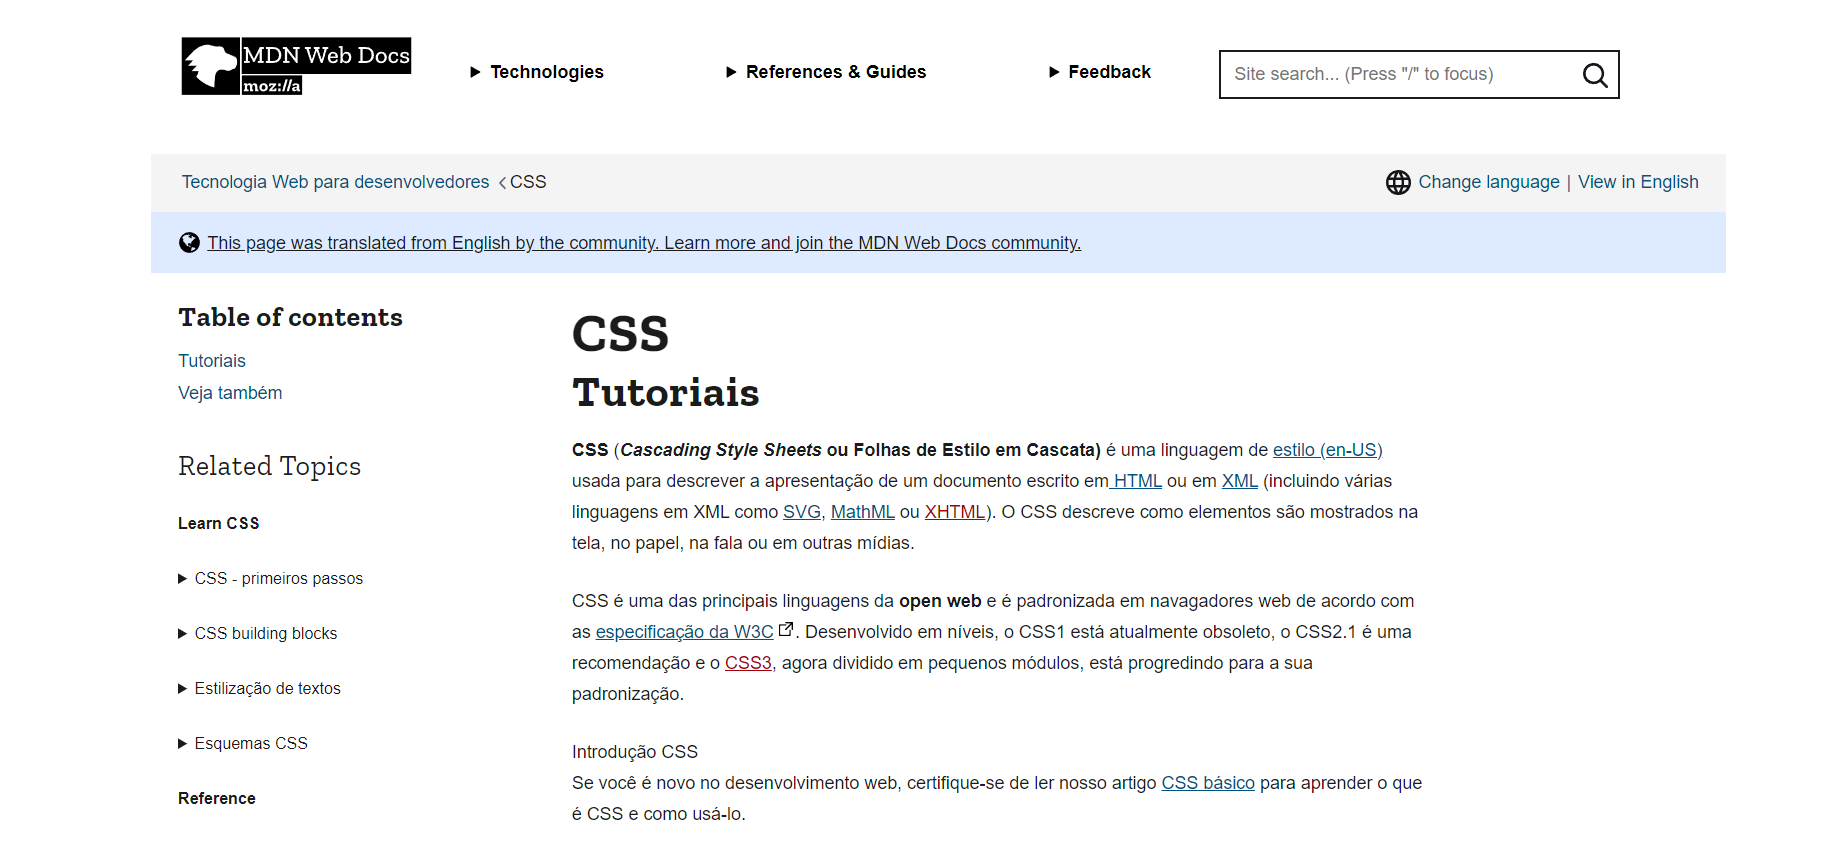 MDN Web Docs
moz://a
Technologies
References & Guides
Feedback
Site search... (Press "/" to focus)
Tecnologia Web para desenvolvedores
CSS
Change language | View in English
This page was translated from English by the community. Learn more and join the MDN Web Docs community.
Table of contents
Tutoriais
Veja também
Related Topics
Learn CSS
CSS - primeiros passos
CSS building blocks
Estilização de textos
Esquemas CSS
Reference
CSS
Tutoriais
CSS (Cascading Style Sheets ou Folhas de Estilo em Cascata) é uma linguagem de estilo (en-US)
usada para descrever a apresentação de um documento escrito em HTML ou em XML (incluindo várias
linguagens em XML como SVG, MathML ou XHTML). O CSS descreve como elementos são mostrados na
tela, no papel, na fala ou em outras mídias.
CSS é uma das principais linguagens da open web e é padronizada em navagadores web de acordo com
as especificação da W3C. Desenvolvido em níveis, o CSS1 está atualmente obsoleto, o CSS2.1 é uma
recomendação e o CSS3, agora dividido em pequenos módulos, está progredindo para a sua
padronização.
Introdução CSS
Se você é novo no desenvolvimento web, certifique-se de ler nosso artigo CSS básico para aprender o que
é CSS e como usá-lo.